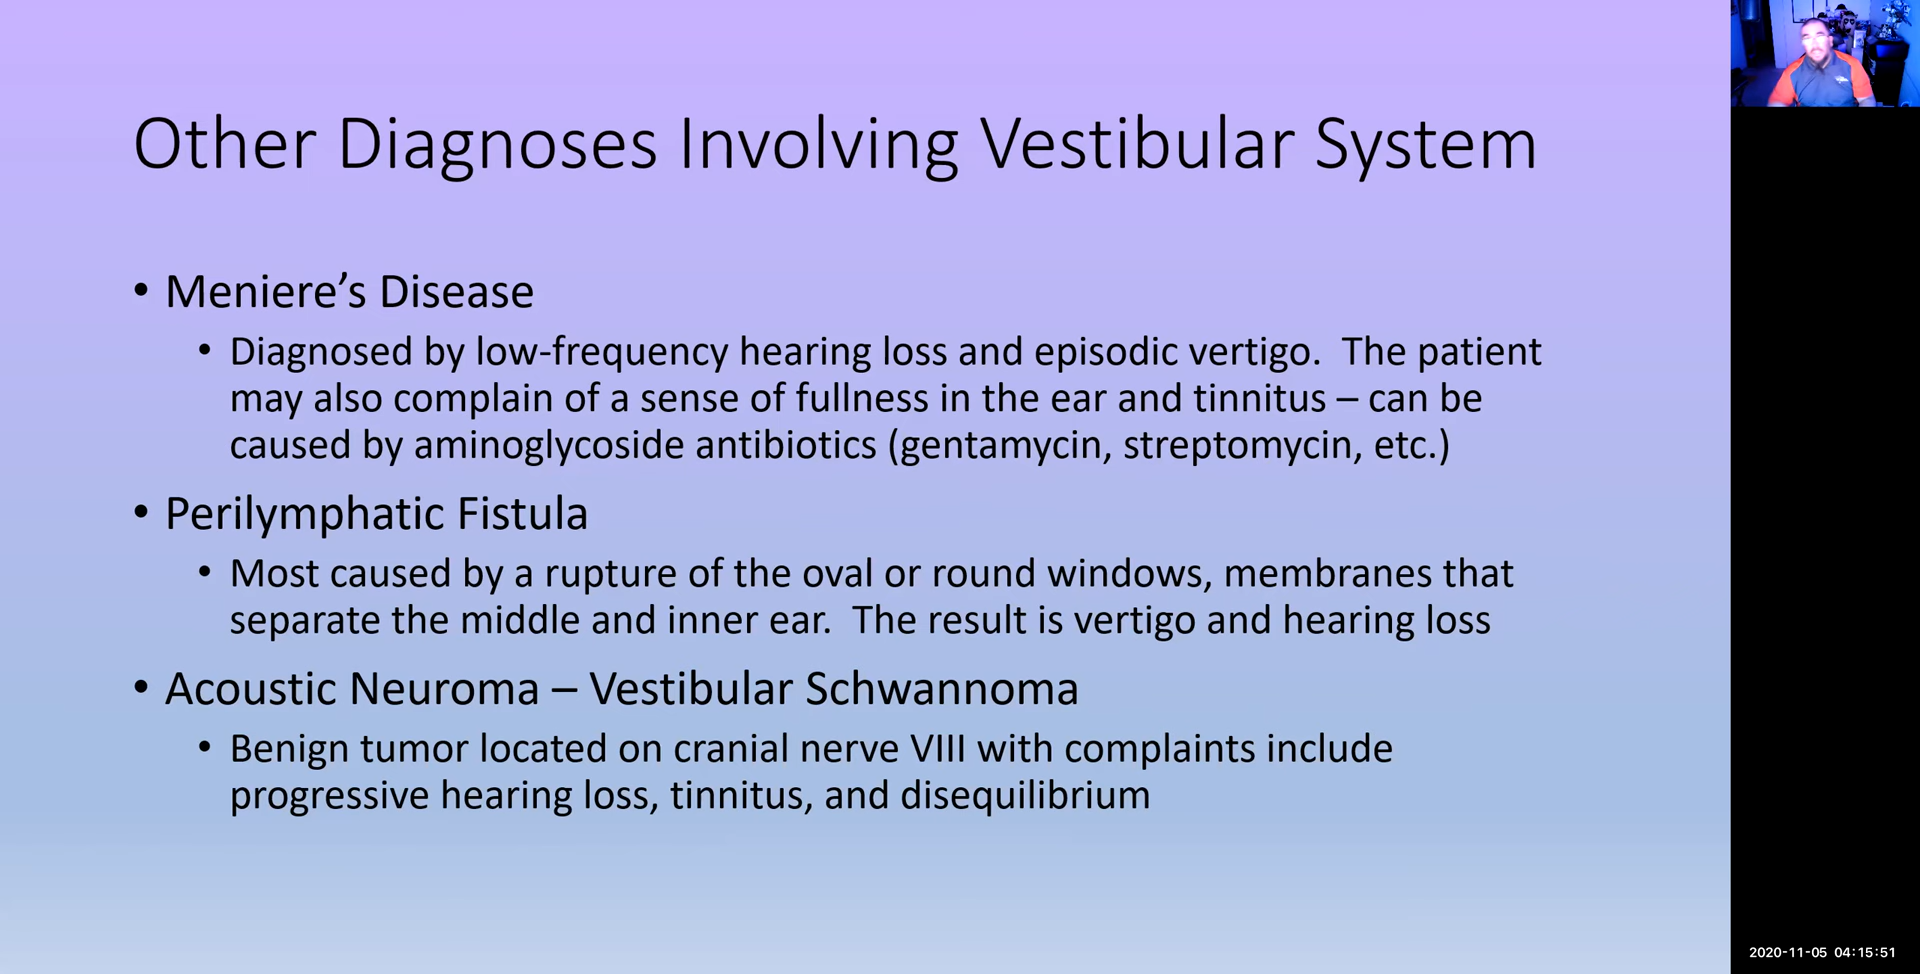 Other Diagnoses Involving Vestibular System
• Meniere’s Disease
• Diagnosed by low-frequency hearing loss and episodic vertigo.  The patient
may also complain of a sense of fullness in the ear and tinnitus – can be
caused by aminoglycoside antibiotics (gentamycin, streptomycin, etc.)
• Perilymphatic Fistula
• Most caused by a rupture of the oval or round windows, membranes that
separate the middle and inner ear.  The result is vertigo and hearing loss
• Acoustic Neuroma – Vestibular Schwannoma
• Benign tumor located on cranial nerve VIII with complaints include
progressive hearing loss, tinnitus, and disequilibrium
2020-11-05 04:15:51